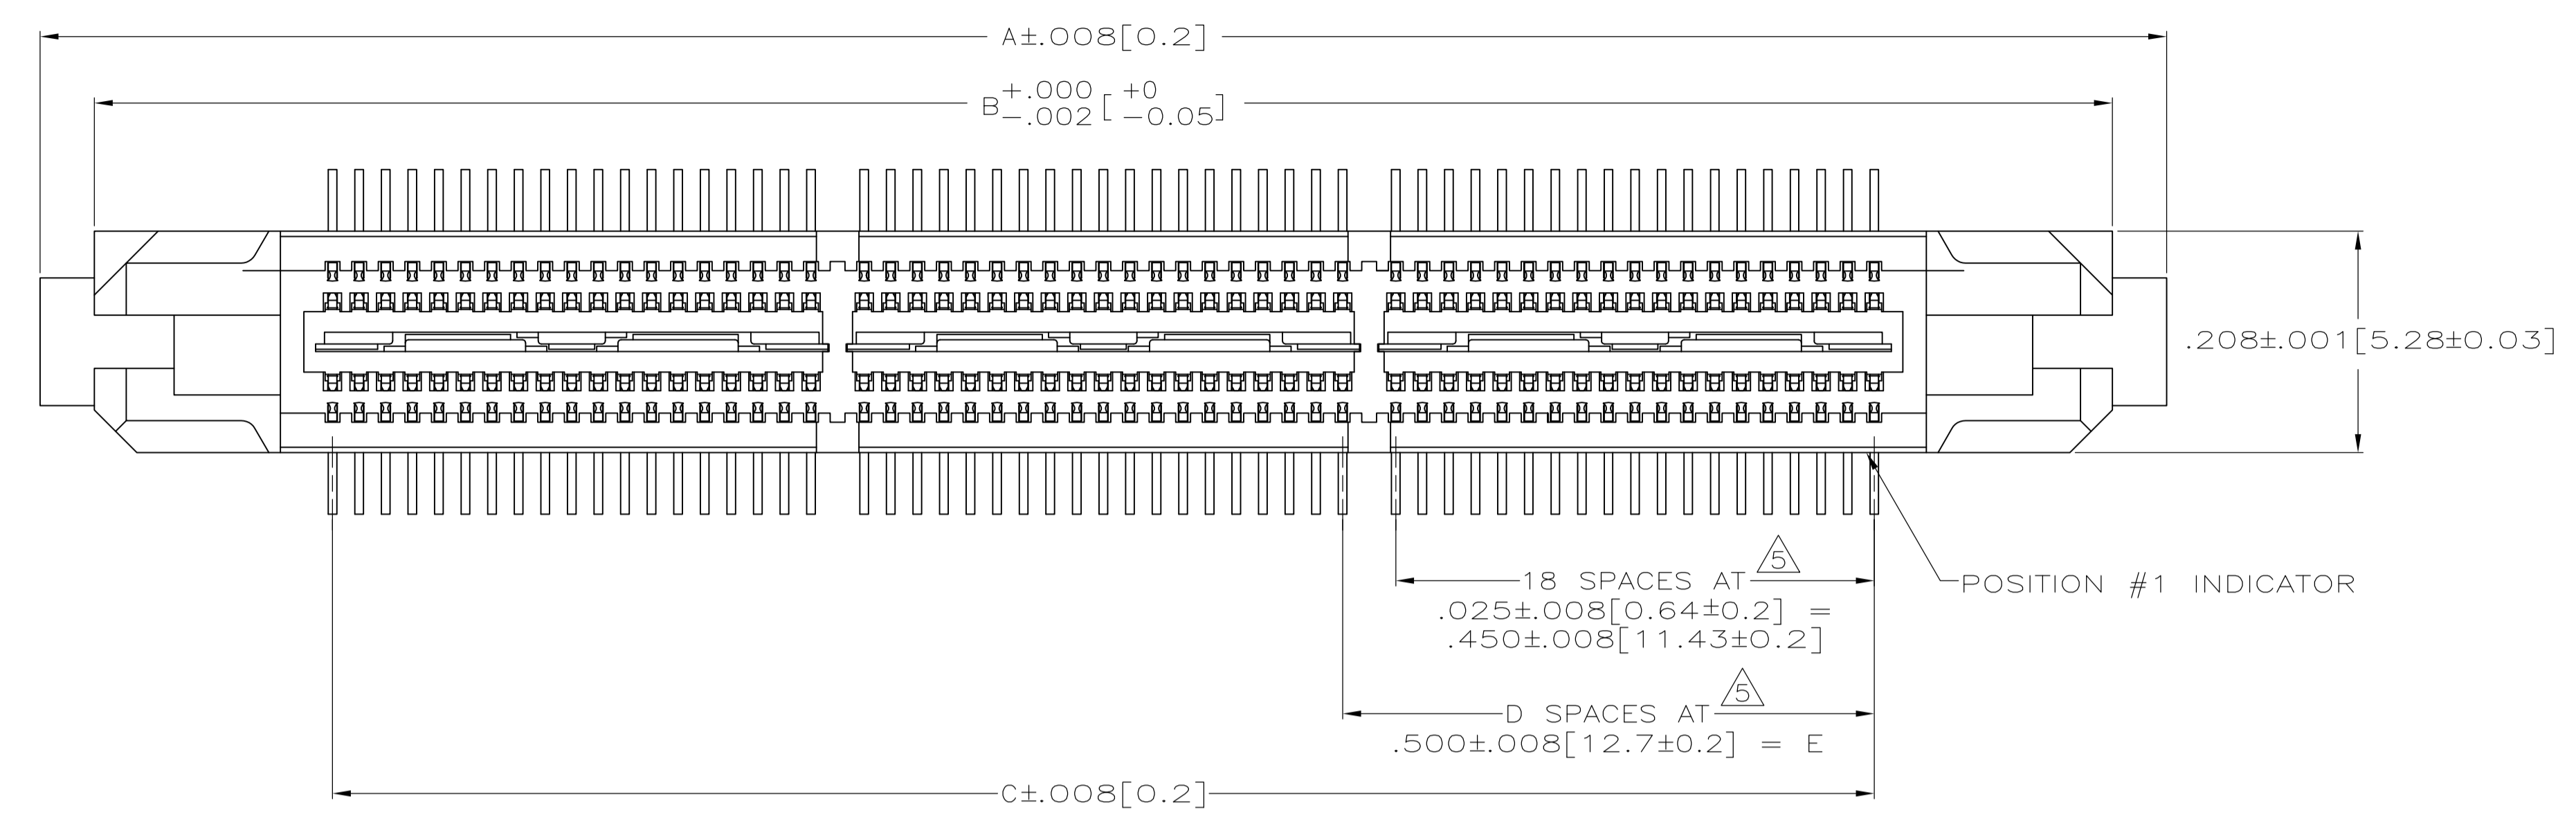 A±.008[0.2]
B+.000 -.002[+0 -0.05]
.208±.001[5.28±0.03]
5
18 SPACES AT
.025±.008[0.64±0.2] =
.450±.008[11.43±0.2]
POSITION #1 INDICATOR
5
D SPACES AT
.500±.008[12.7±0.2] = E
C±.008[0.2]